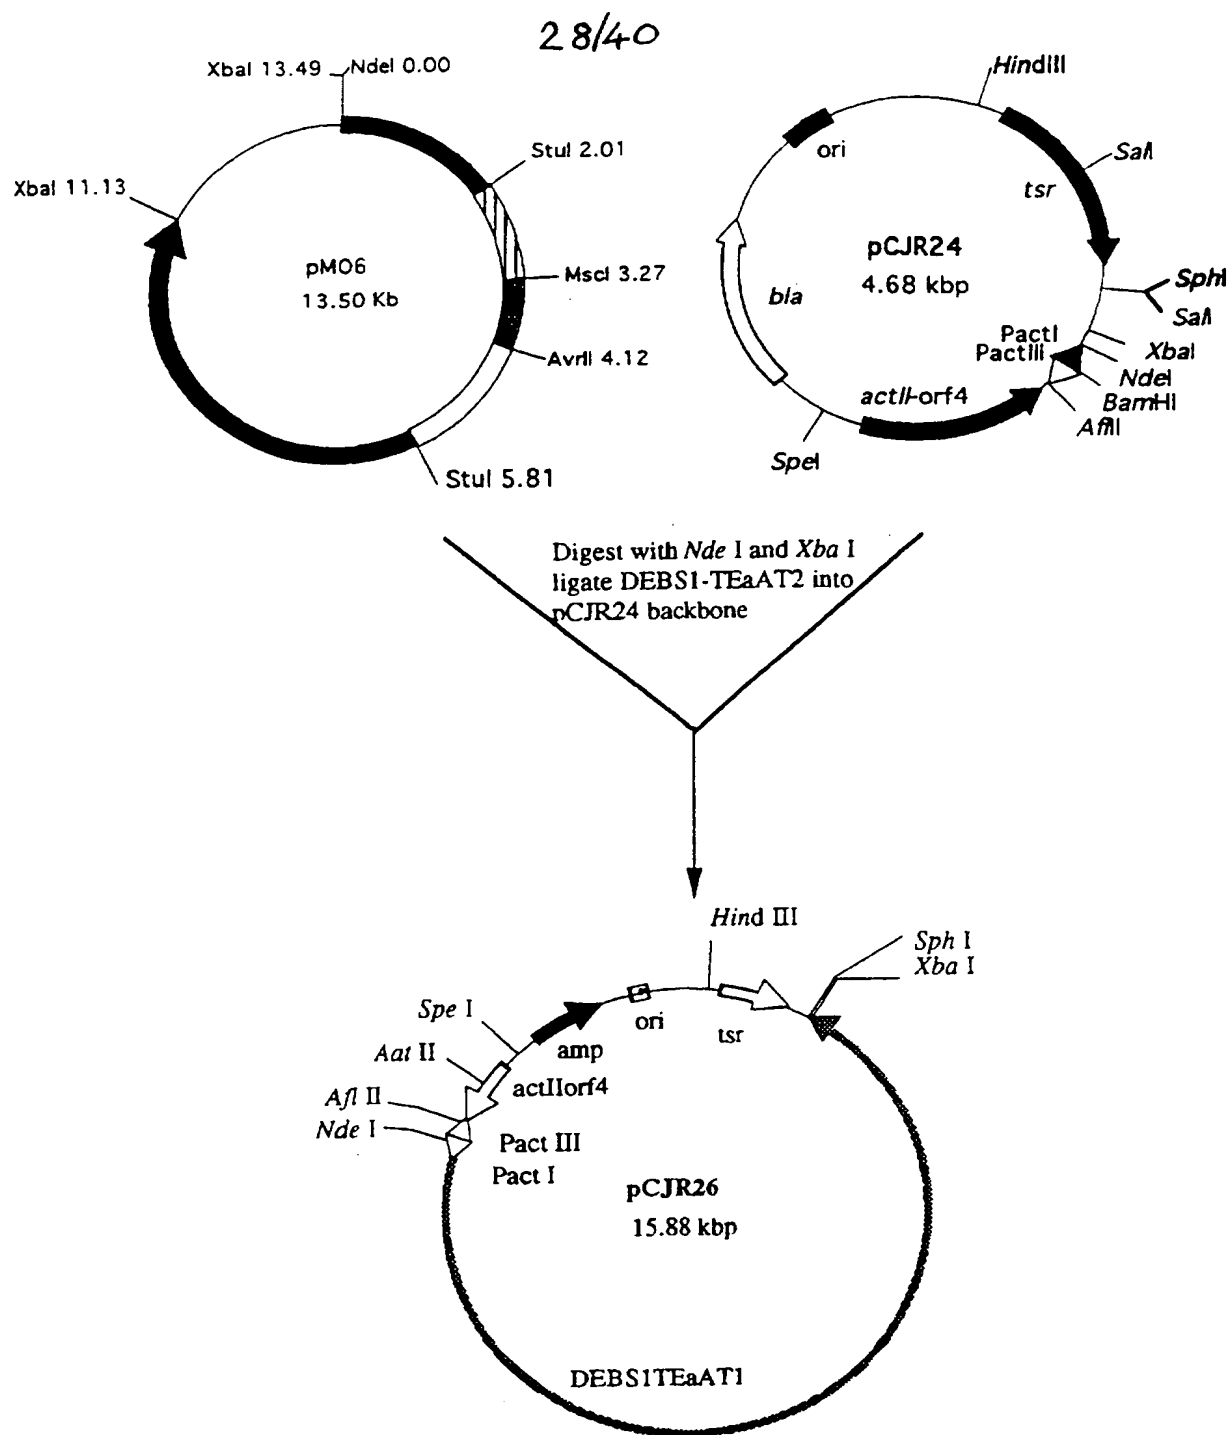 28/40
XbaI 13.49
NdeI 0.00
StuI 2.01
XbaI 11.13
pM06
13.50 Kb
MscI 3.27
AvrII 4.12
StuI 5.81
HindIII
ori
SalI
tsr
pCJR24
4.68 kbp
bla
SphI
SalI
PactI
PactIII
XbaI
NdeI
BamHI
AflII
actII-orf4
SpeI
Digest with Nde I and Xba I
ligate DEBS1-TEaAT2 into
pCJR24 backbone
Hind III
Sph I
Xba I
Spe I
ori
tsr
amp
Aat II
actIIorf4
Afl II
Nde I
Pact III
Pact I
pCJR26
15.88 kbp
DEBS1TEaAT1